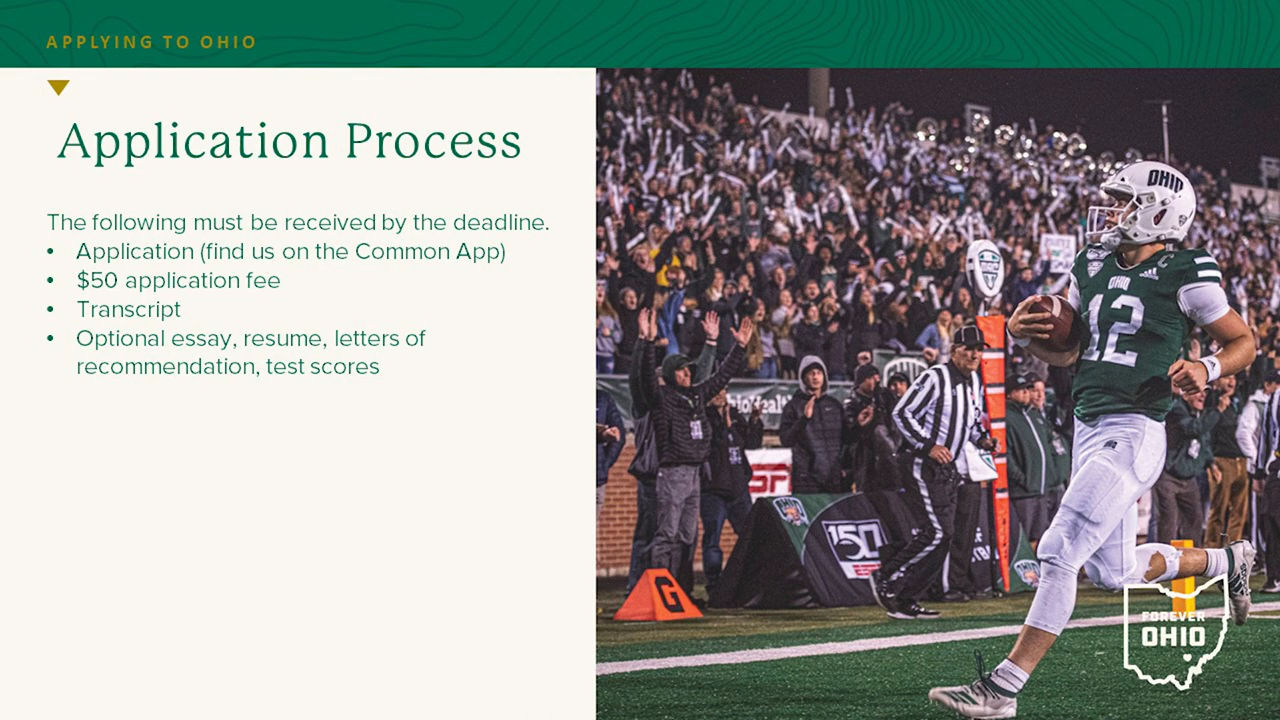 APPLYING TO OHIO
Application Process
The following must be received by the deadline.
• Application (find us on the Common App)
• $50 application fee
• Transcript
• Optional essay, resume, letters of
recommendation, test scores
OHIO
OHIO
12
C
150
G
FOREVER
OHIO